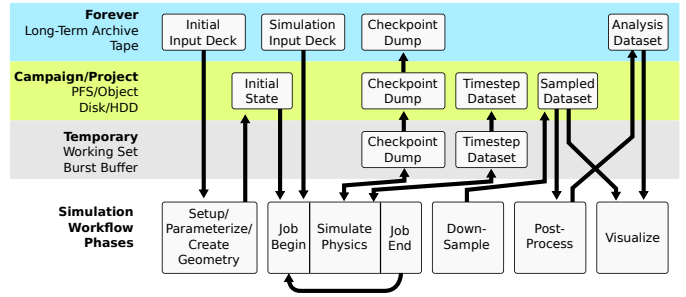 Forever
Long-Term Archive
Tape
Initial
Input Deck
Simulation
Input Deck
Checkpoint
Dump
Analysis
Dataset
Campaign/Project
PFS/Object
Disk/HDD
Initial
State
Checkpoint
Dump
Timestep
Dataset
Sampled
Dataset
Temporary
Working Set
Burst Buffer
Checkpoint
Dump
Timestep
Dataset
Simulation
Workflow
Phases
Setup/
Parameterize/
Create
Geometry
Job
Begin
Simulate
Physics
Job
End
Down-
Sample
Post-
Process
Visualize